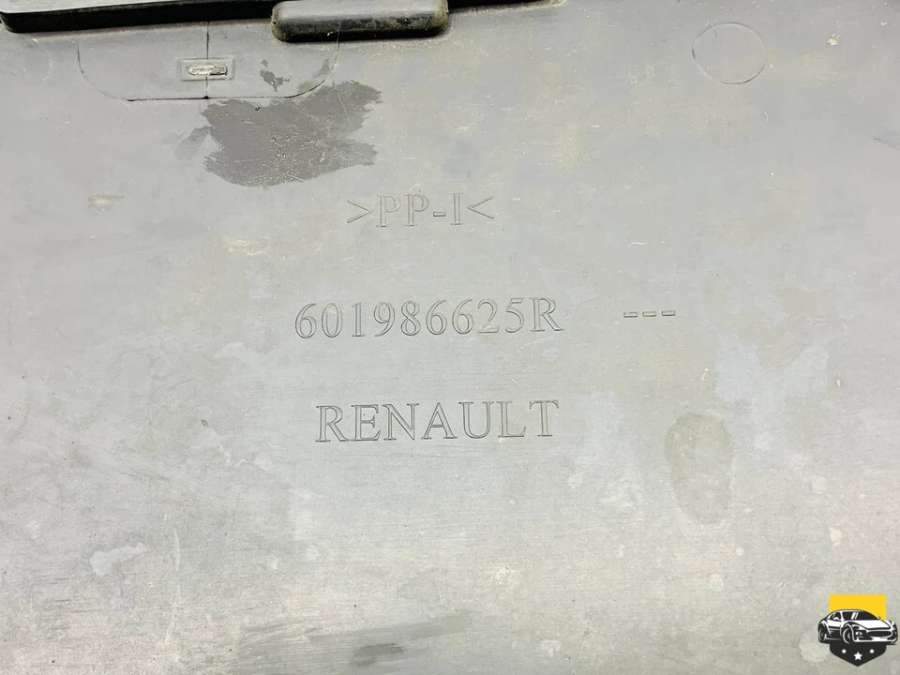 >PP-I<
601986625R ---
RENAULT